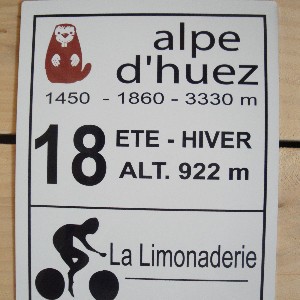 alpe
d'huez
1450 - 1860 - 3330 m
18
ETE - HIVER
ALT. 922 m
La Limonaderie